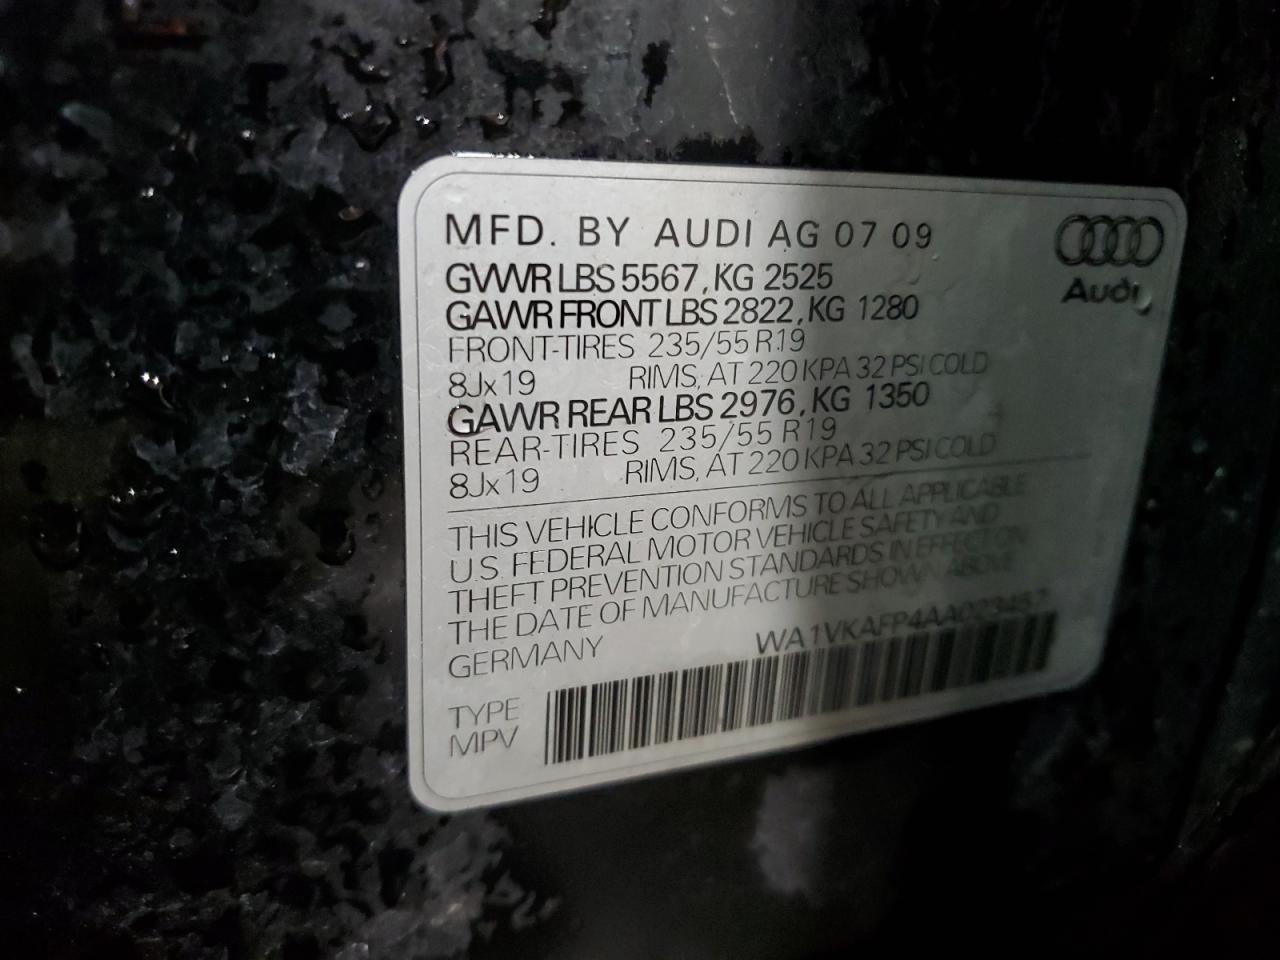 MFD. BY AUDI AG 07 09
Audi
GVWR LBS 5567, KG 2525
GAWR FRONT LBS 2822, KG 1280
FRONT-TIRES 235/55 R19
8Jx19 RIMS, AT 220 KPA 32 PSI COLD
GAWR REAR LBS 2976, KG 1350
REAR-TIRES 235/55 R19
8Jx19 RIMS, AT 220 KPA 32 PSI COLD
THIS VEHICLE CONFORMS TO ALL APPLICABLE
U.S. FEDERAL MOTOR VEHICLE SAFETY AND
THEFT PREVENTION STANDARDS IN EFFECT ON
THE DATE OF MANUFACTURE SHOWN ABOVE
GERMANY
TYPE
MPV